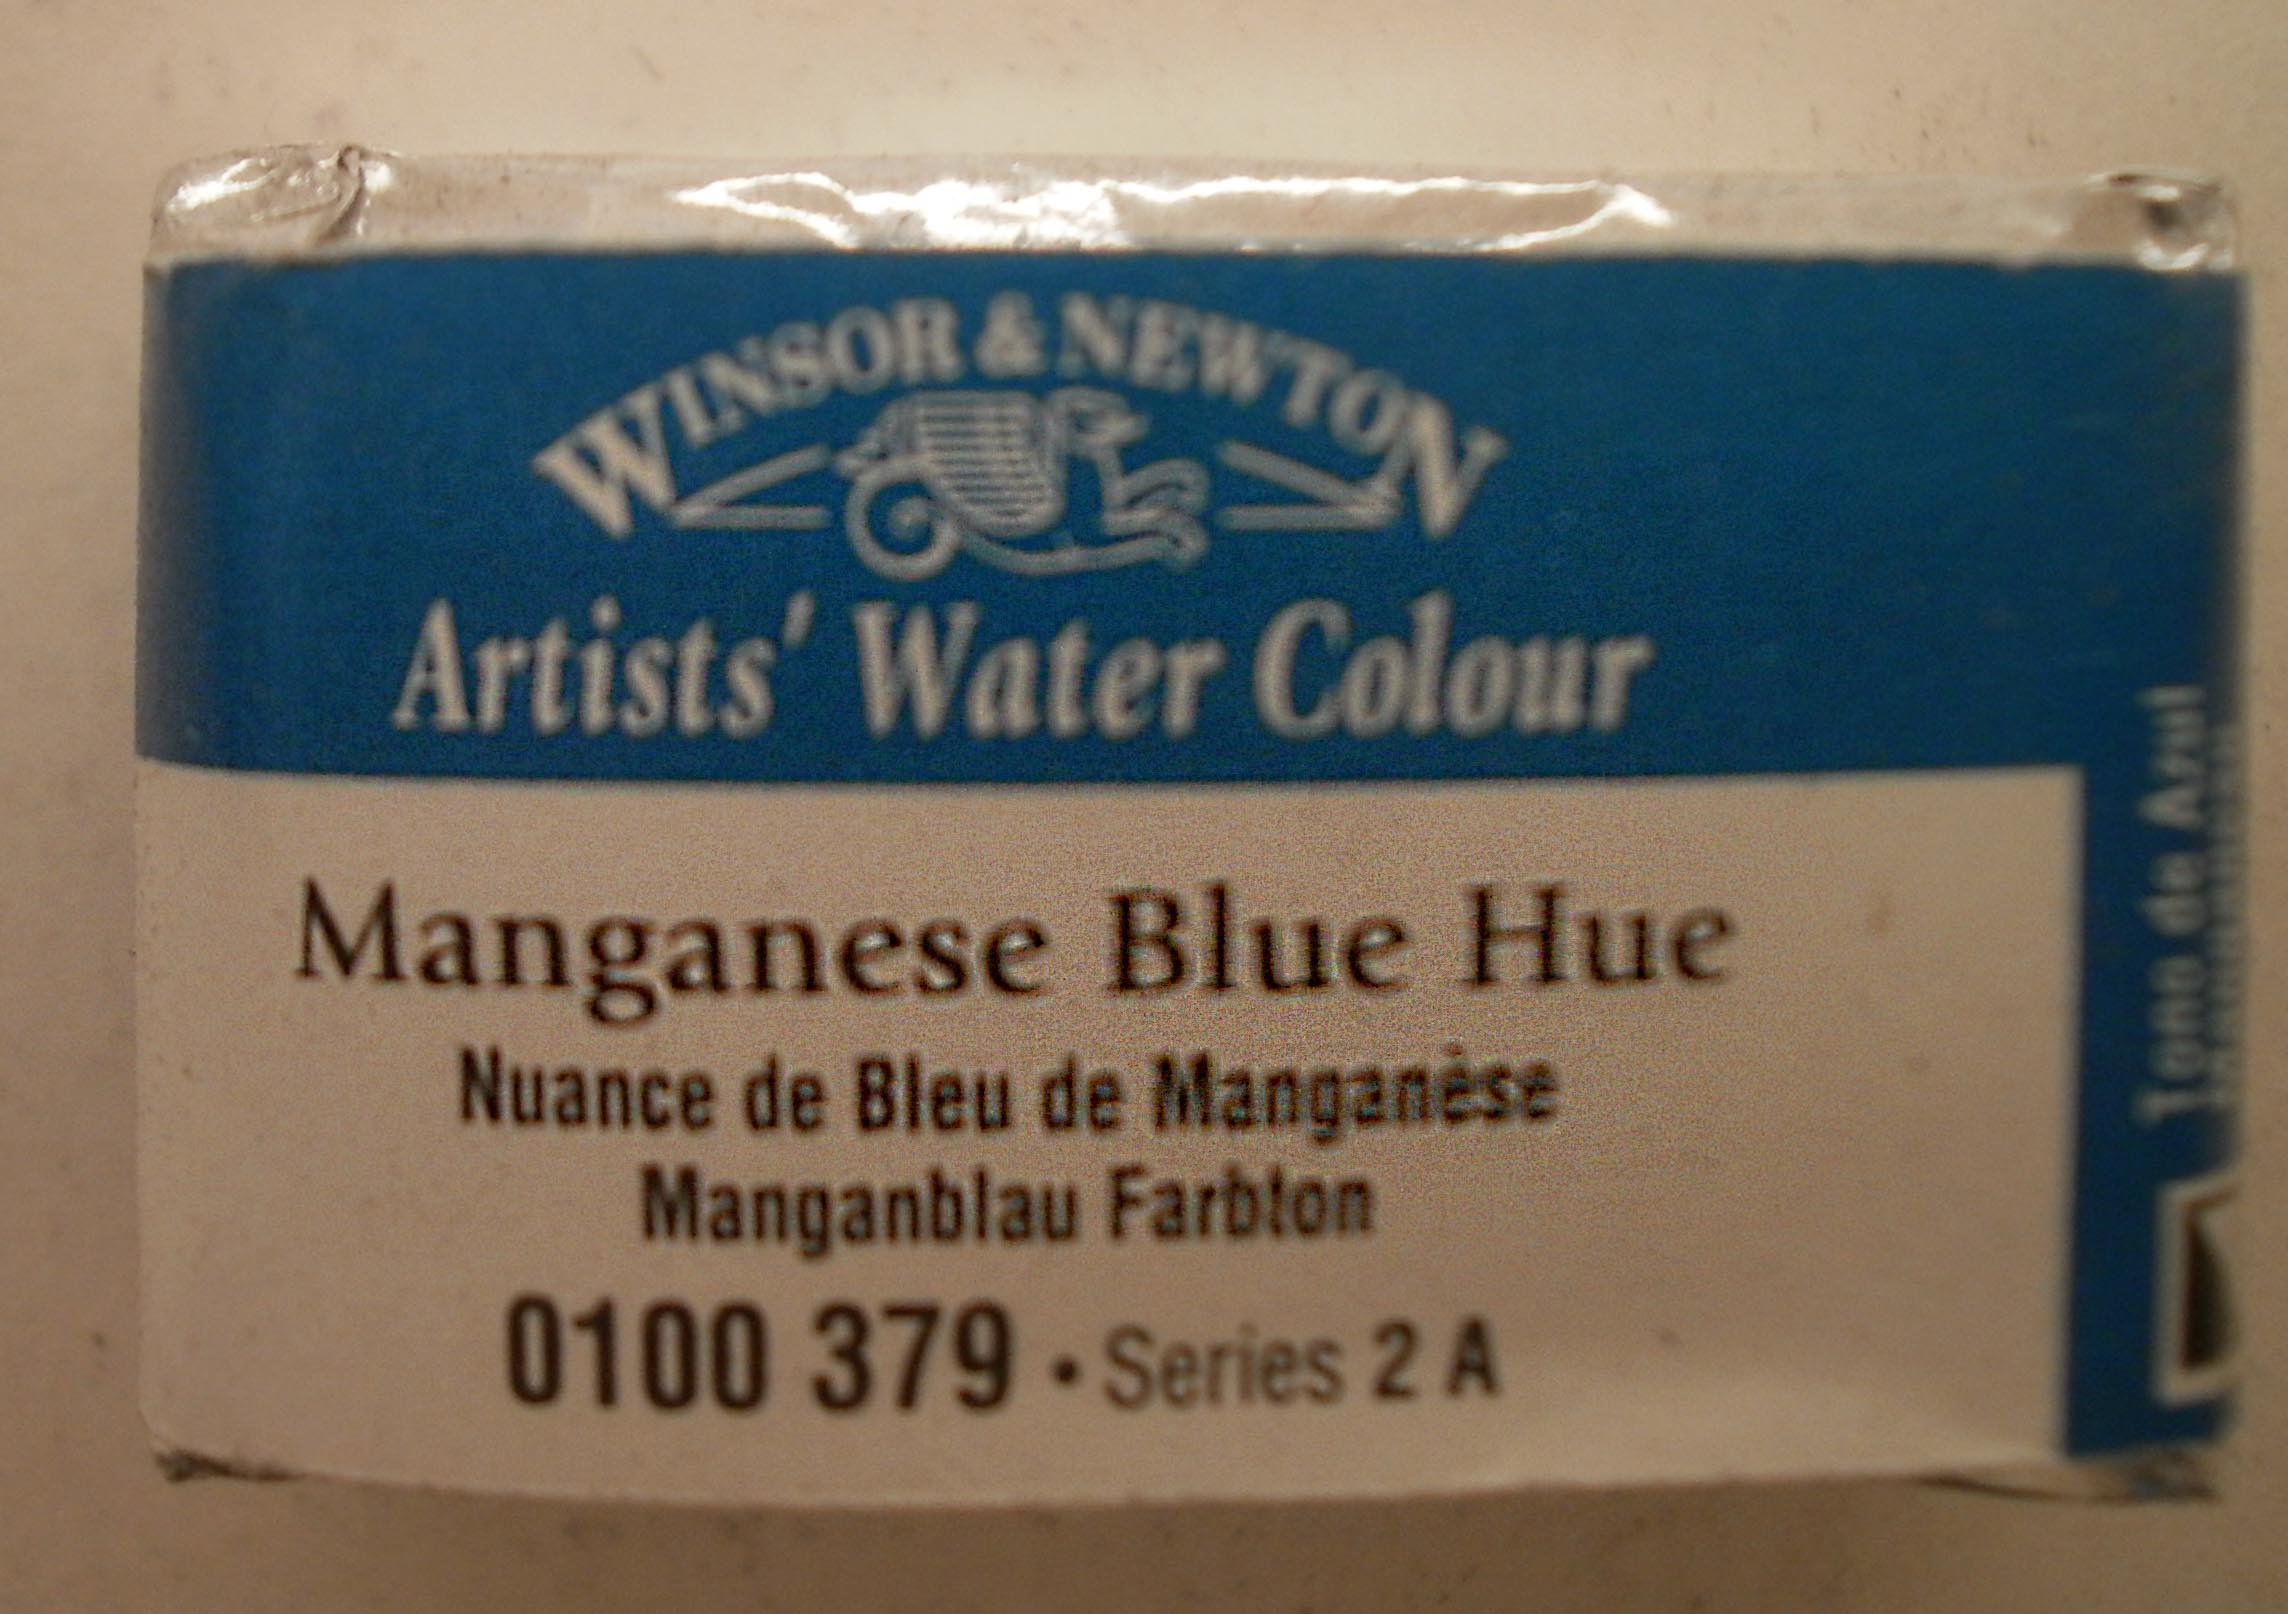 WINSOR & NEWTON
Artists' Water Colour
Manganese Blue Hue
Nuance de Bleu de Manganèse
Manganblau Farbton
0100 379 • Series 2 A
Tono de Azul